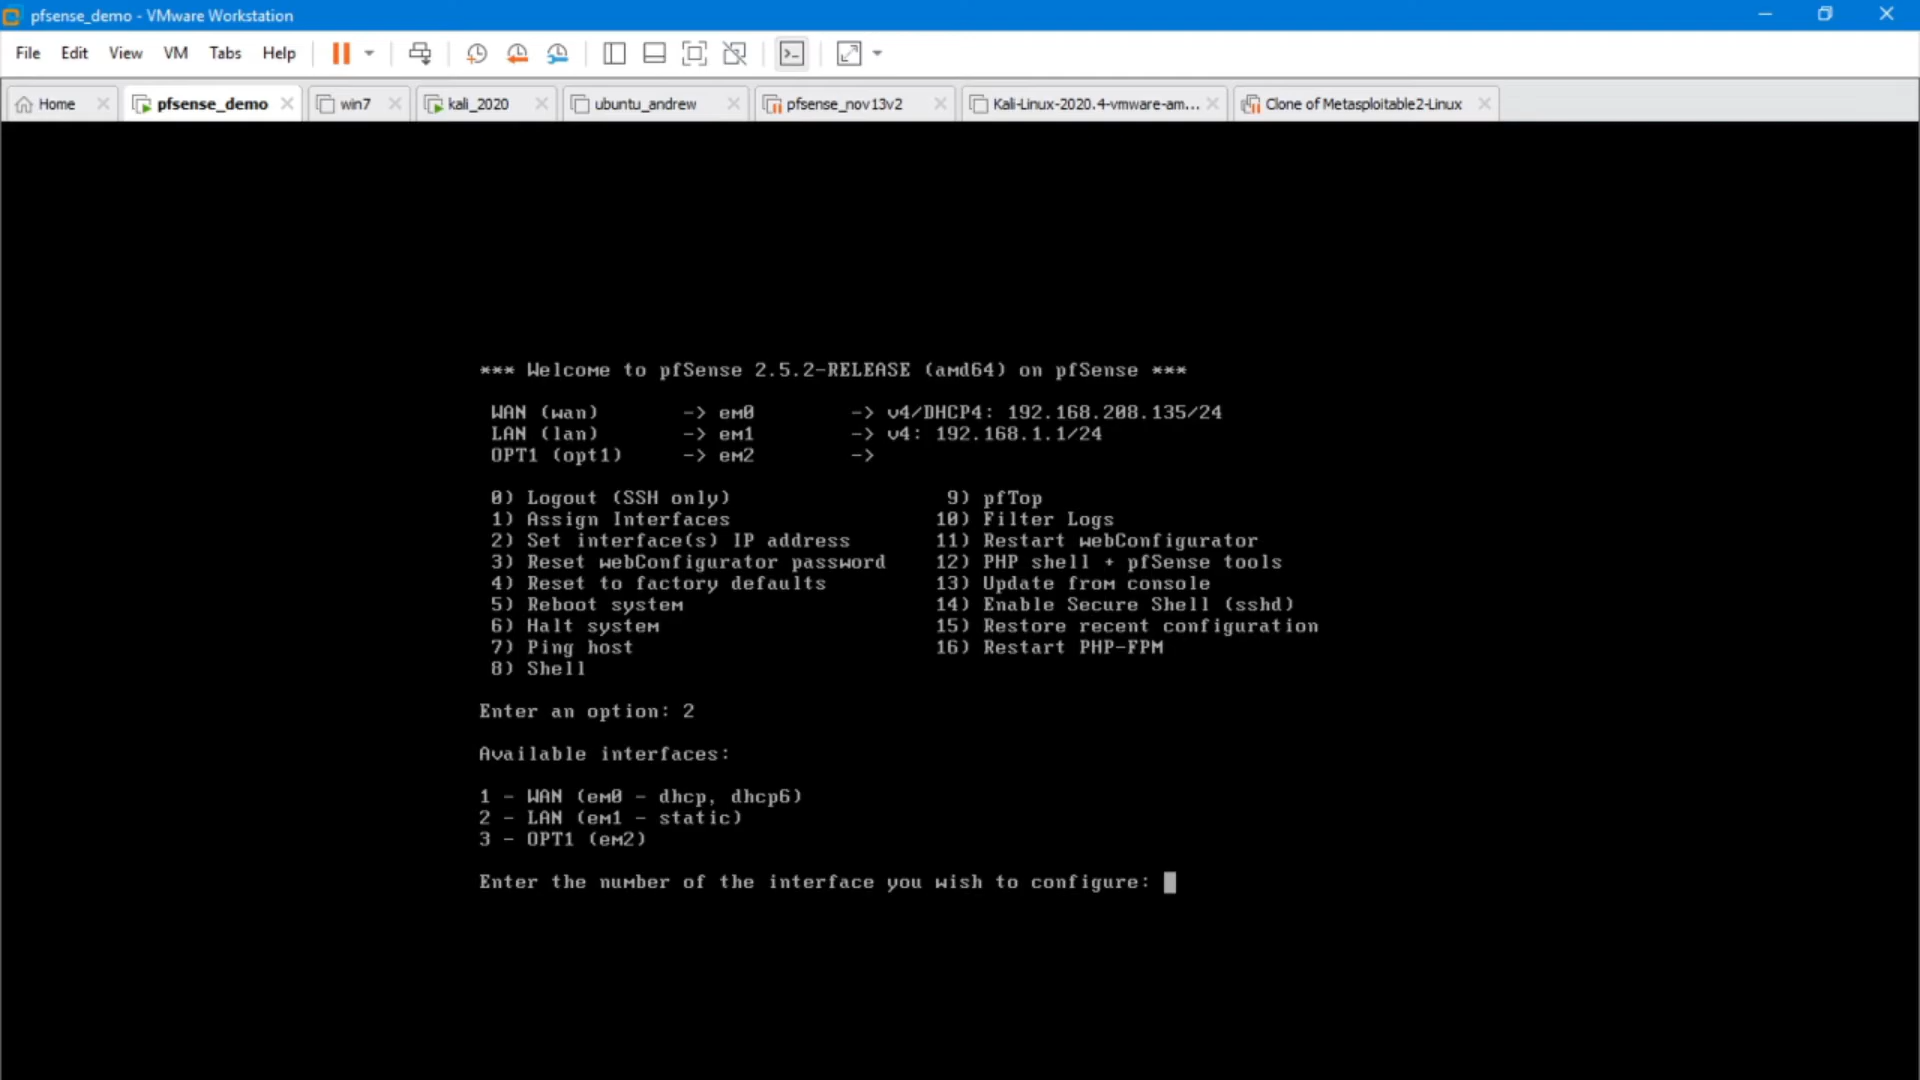 pfsense_demo - VMware Workstation
File Edit View VM Tabs Help
Home pfsense_demo win7 kali_2020 ubuntu_andrew pfsense_nov13v2 Kali-Linux-2020.4-vmware-am... Clone of Metasploitable2-Linux
*** Welcome to pfSense 2.5.2-RELEASE (amd64) on pfSense ***
WAN (wan) -> em0 -> v4/DHCP4: 192.168.208.135/24
LAN (lan) -> em1 -> v4: 192.168.1.1/24
OPT1 (opt1) -> em2 ->
0) Logout (SSH only) 9) pfTop
1) Assign Interfaces 10) Filter Logs
2) Set interface(s) IP address 11) Restart webConfigurator
3) Reset webConfigurator password 12) PHP shell + pfSense tools
4) Reset to factory defaults 13) Update from console
5) Reboot system 14) Enable Secure Shell (sshd)
6) Halt system 15) Restore recent configuration
7) Ping host 16) Restart PHP-FPM
8) Shell
Enter an option: 2
Available interfaces:
1 - WAN (em0 - dhcp, dhcp6)
2 - LAN (em1 - static)
3 - OPT1 (em2)
Enter the number of the interface you wish to configure: